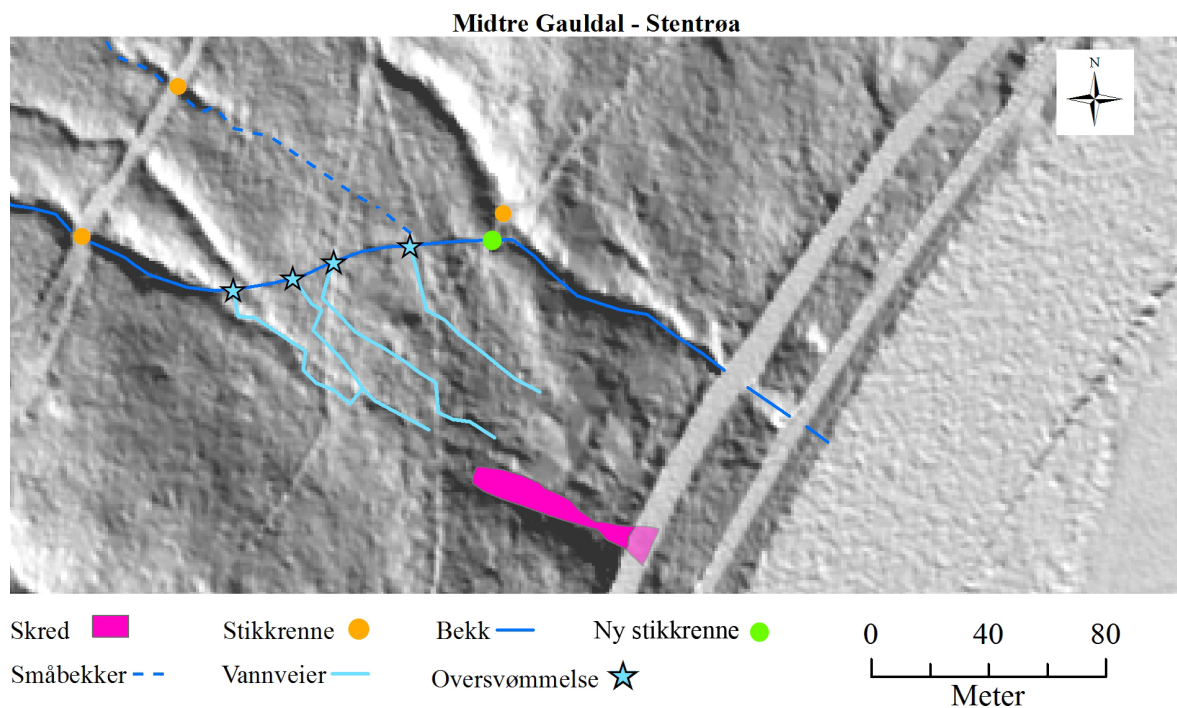 Midtre Gauldal - Stentrøa
N
Skred Stikkrenne Bekk Ny stikkrenne
Småbekker Vannveier Oversvømmelse
0 40 80
Meter